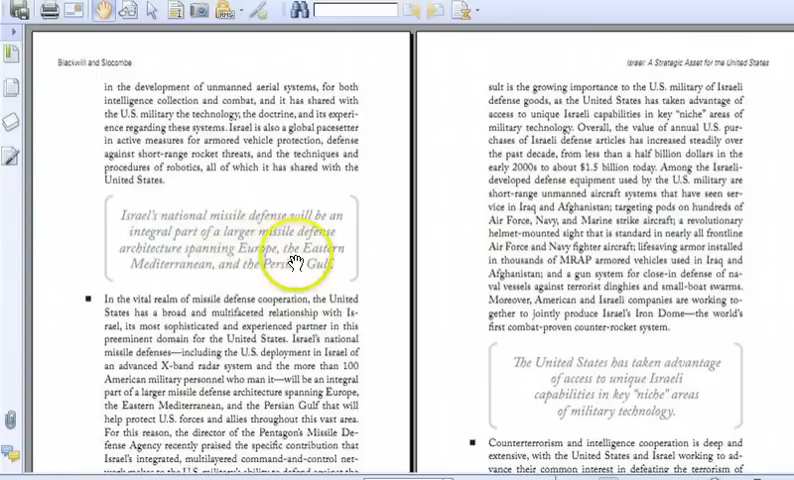 Blackwill and Slocombe
in the development of unmanned aerial systems, for both
intelligence collection and combat, and it has shared with
the U.S. military the technology, the doctrine, and its experi-
ence regarding these systems. Israel is also a global pacesetter
in active measures for armored vehicle protection, defense
against short-range rocket threats, and the techniques and
procedures of robotics, all of which it has shared with the
United States.
Israel's national missile defense will be an
integral part of a larger missile defense
architecture spanning Europe, the Eastern
Mediterranean, and the Persian Gulf.
■ In the vital realm of missile defense cooperation, the United
States has a broad and multifaceted relationship with Is-
rael, its most sophisticated and experienced partner in this
preeminent domain for the United States. Israel's national
missile defenses—including the U.S. deployment in Israel of
an advanced X-band radar system and the more than 100
American military personnel who man it—will be an integral
part of a larger missile defense architecture spanning Europe,
the Eastern Mediterranean, and the Persian Gulf that will
help protect U.S. forces and allies throughout this vast area.
For this reason, the director of the Pentagon's Missile De-
fense Agency recently praised the specific contribution that
Israel's integrated, multilayered command-and-control net-
work makes to the U.S. military's ability to defend against the
Israel: A Strategic Asset for the United States
sult is the growing importance to the U.S. military of Israeli
defense goods, as the United States has taken advantage of
access to unique Israeli capabilities in key "niche" areas of
military technology. Overall, the value of annual U.S. pur-
chases of Israeli defense articles has increased steadily over
the past decade, from less than a half billion dollars in the
early 2000s to about $1.5 billion today. Among the Israeli-
developed defense equipment used by the U.S. military are
short-range unmanned aircraft systems that have seen ser-
vice in Iraq and Afghanistan; targeting pods on hundreds of
Air Force, Navy, and Marine strike aircraft; a revolutionary
helmet-mounted sight that is standard in nearly all frontline
Air Force and Navy fighter aircraft; lifesaving armor installed
in thousands of MRAP armored vehicles used in Iraq and
Afghanistan; and a gun system for close-in defense of na-
val vessels against terrorist dinghies and small-boat swarms.
Moreover, American and Israeli companies are working to-
gether to jointly produce Israel's Iron Dome—the world's
first combat-proven counter-rocket system.
The United States has taken advantage
of access to unique Israeli
capabilities in key "niche" areas
of military technology.
■ Counterterrorism and intelligence cooperation is deep and
extensive, with the United States and Israel working to ad-
vance their common interest in defeating the terrorism of